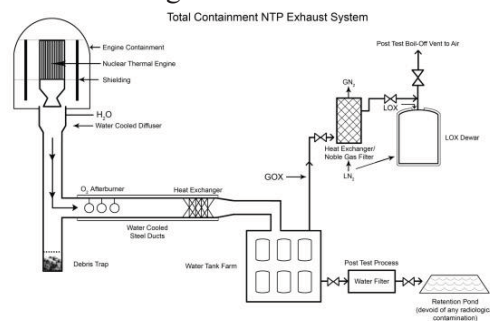 Total Containment NTP Exhaust System
Engine Containment
Nuclear Thermal Engine
Shielding
H₂O
Water Cooled Diffuser
Post Test Boil-Off Vent to Air
GN₂
LOX
LOX Dewar
Heat Exchanger/
Noble Gas Filter
LN₂
GOX
O₂ Afterburner
Heat Exchanger
Water Cooled
Steel Ducts
Debris Trap
Water Tank Farm
Post Test Process
Water Filter
Retention Pond
(devoid of any radiologic
contamination)